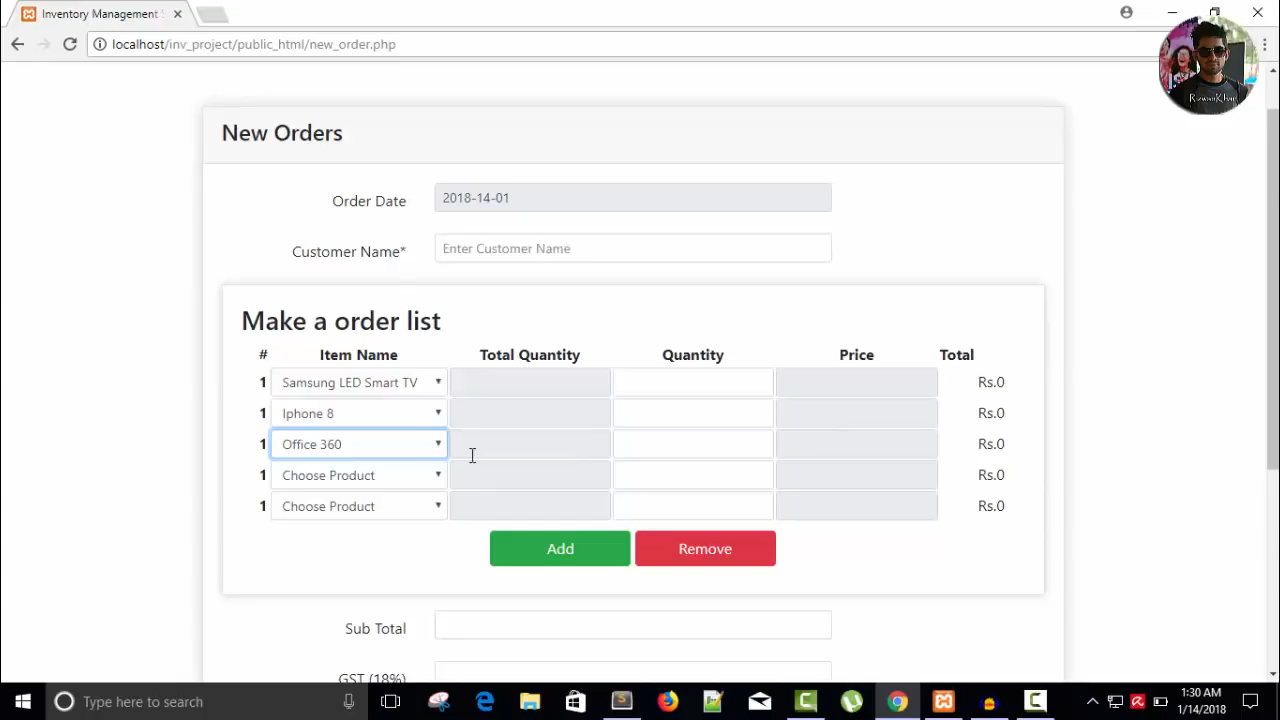 Inventory Management S
localhost/inv_project/public_html/new_order.php
RizwanKhan
New Orders
Order Date 2018-14-01
Customer Name* Enter Customer Name
Make a order list
# Item Name Total Quantity Quantity Price Total
1 Samsung LED Smart TV Rs.0
1 Iphone 8 Rs.0
1 Office 360 Rs.0
1 Choose Product Rs.0
1 Choose Product Rs.0
Add Remove
Sub Total
GST (18%)
Type here to search
1:30 AM
1/14/2018